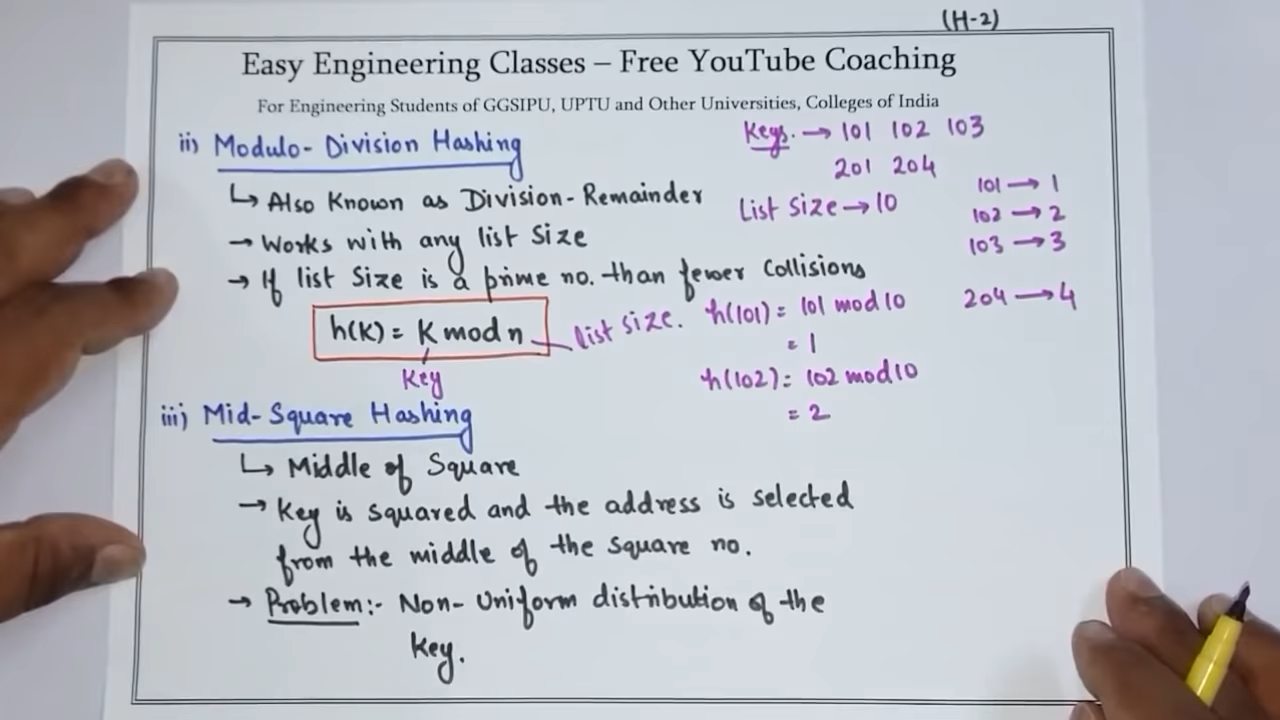 (H-2)
Easy Engineering Classes – Free YouTube Coaching
For Engineering Students of GGSIPU, UPTU and Other Universities, Colleges of India
ii) Modulo-Division Hashing
↳ Also Known as Division-Remainder
→ Works with any list Size
→ If list Size is a prime no. than fewer Collisions
h(K) = K mod n
list size.
Key
Keys. → 101 102 103
201 204
List Size → 10
101 → 1
102 → 2
103 → 3
204 → 4
h(101) = 101 mod 10
= 1
h(102) = 102 mod 10
= 2
iii) Mid-Square Hashing
↳ Middle of Square
→ Key is squared and the address is selected
from the middle of the square no.
→ Problem:- Non-Uniform distribution of the
key.